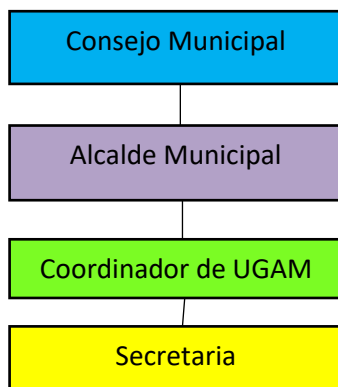 Consejo Municipal
Alcalde Municipal
Coordinador de UGAM
Secretaria